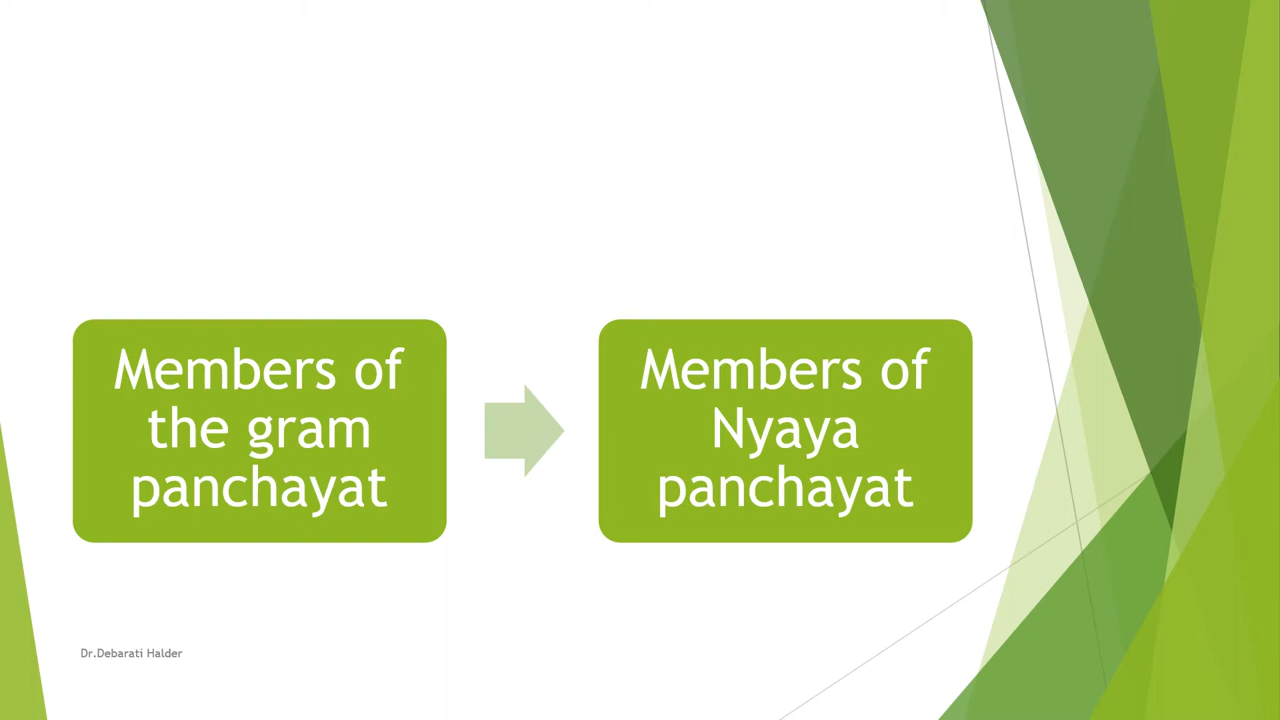 Members of
the gram
panchayat
Members of
Nyaya
panchayat
Dr.Debarati Halder